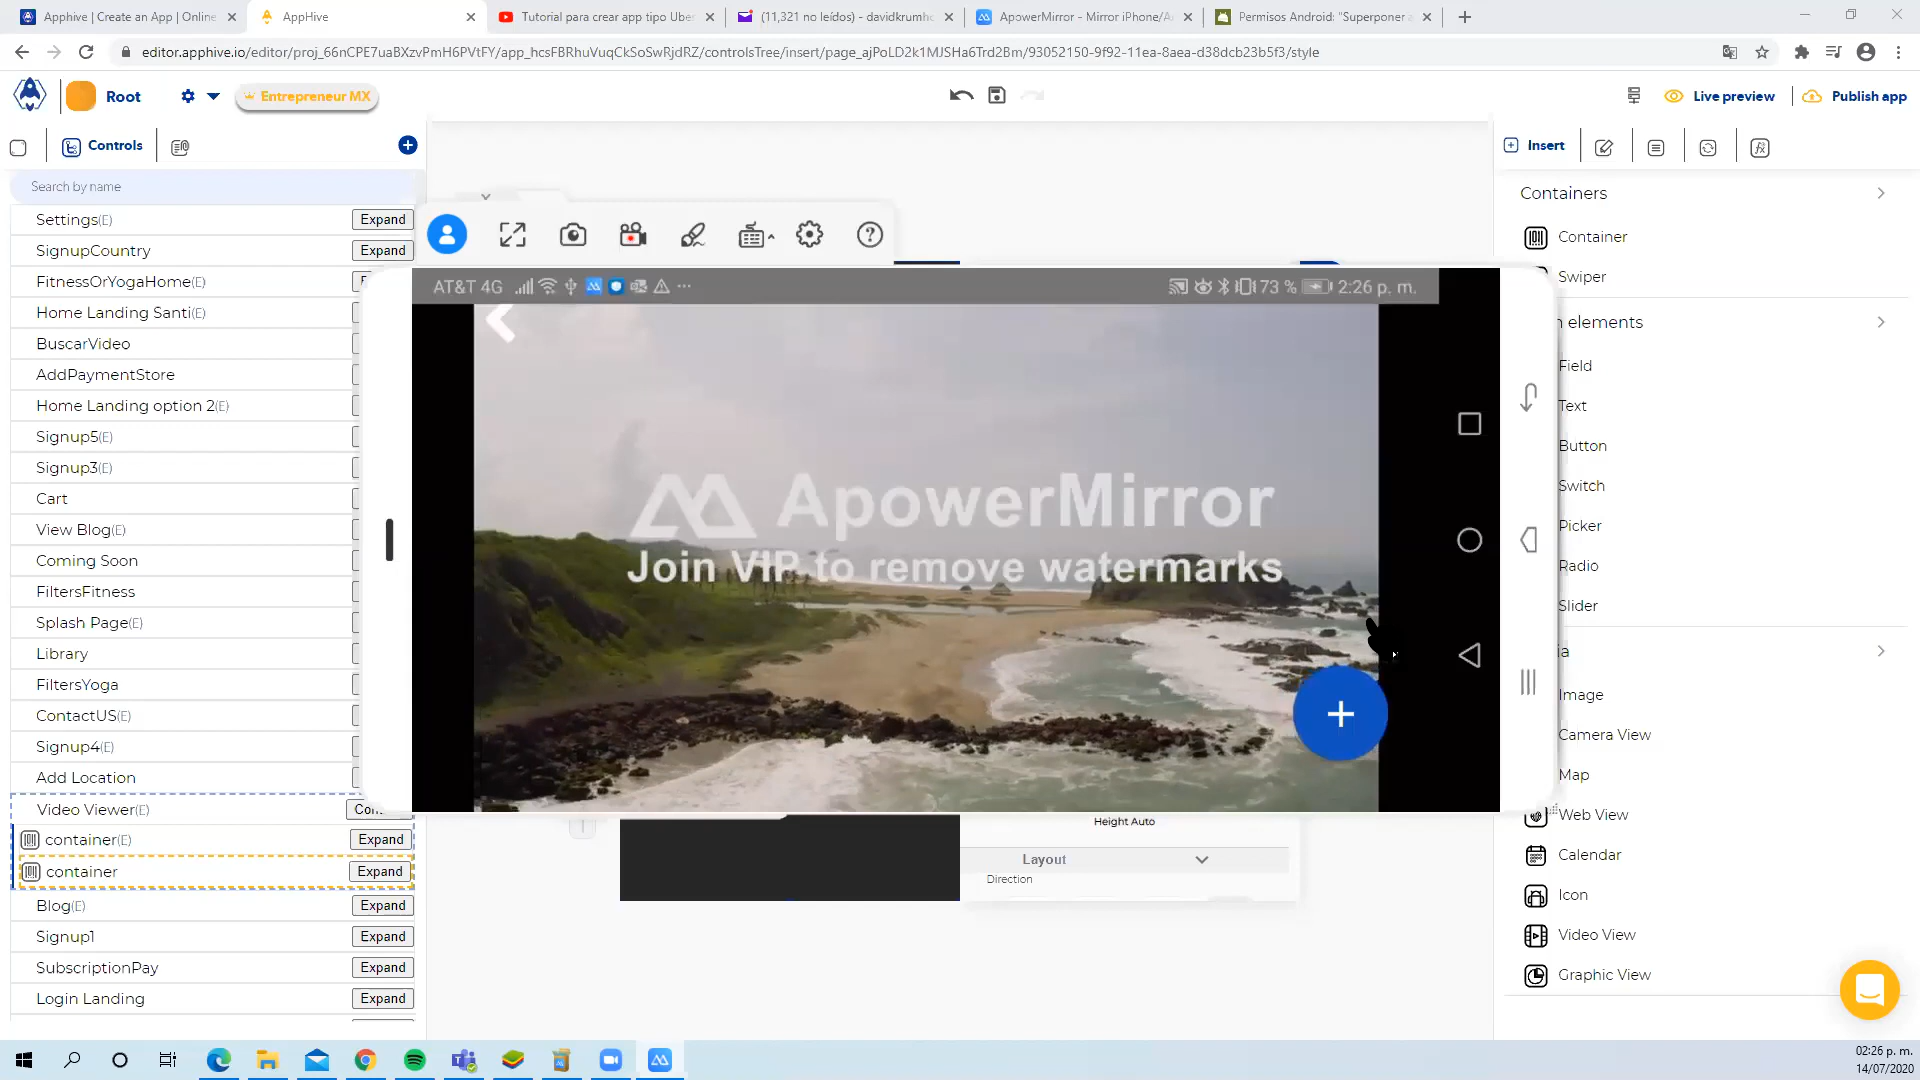 Apphive | Create an App | Online
AppHive
Tutorial para crear app tipo Uber
(11,321 no leídos) - davidkrumho
ApowerMirror - Mirror iPhone/A
Permisos Android: "Superponer a
editor.apphive.io/editor/proj_66nCPE7uaBXzvPmH6PVtFY/app_hcsFBRhuVuqCkSoSwRjdRZ/controlsTree/insert/page_ajPoLD2k1MJSHa6Trd2Bm/93052150-9f92-11ea-8aea-d38dcb23b5f3/style
Root
Entrepreneur MX
Live preview
Publish app
Controls
Insert
Search by name
Containers
Settings(E)
Expand
Container
SignupCountry
Expand
Swiper
FitnessOrYogaHome(E)
AT&T 4G
73 %
2:26 p. m.
Home Landing Santi(E)
elements
BuscarVideo
Field
AddPaymentStore
Text
Home Landing option 2(E)
Signup5(E)
Button
Signup3(E)
Switch
Cart
ApowerMirror
View Blog(E)
Picker
Coming Soon
Join VIP to remove watermarks
Radio
FiltersFitness
Slider
Splash Page(E)
Library
FiltersYoga
Image
ContactUS(E)
Camera View
Signup4(E)
Map
Add Location
Video Viewer(E)
Web View
Height Auto
container(E)
Expand
Layout
Calendar
container
Expand
Direction
Icon
Blog(E)
Expand
Video View
Signup1
Expand
Graphic View
SubscriptionPay
Expand
Login Landing
Expand
02:26 p. m.
14/07/2020